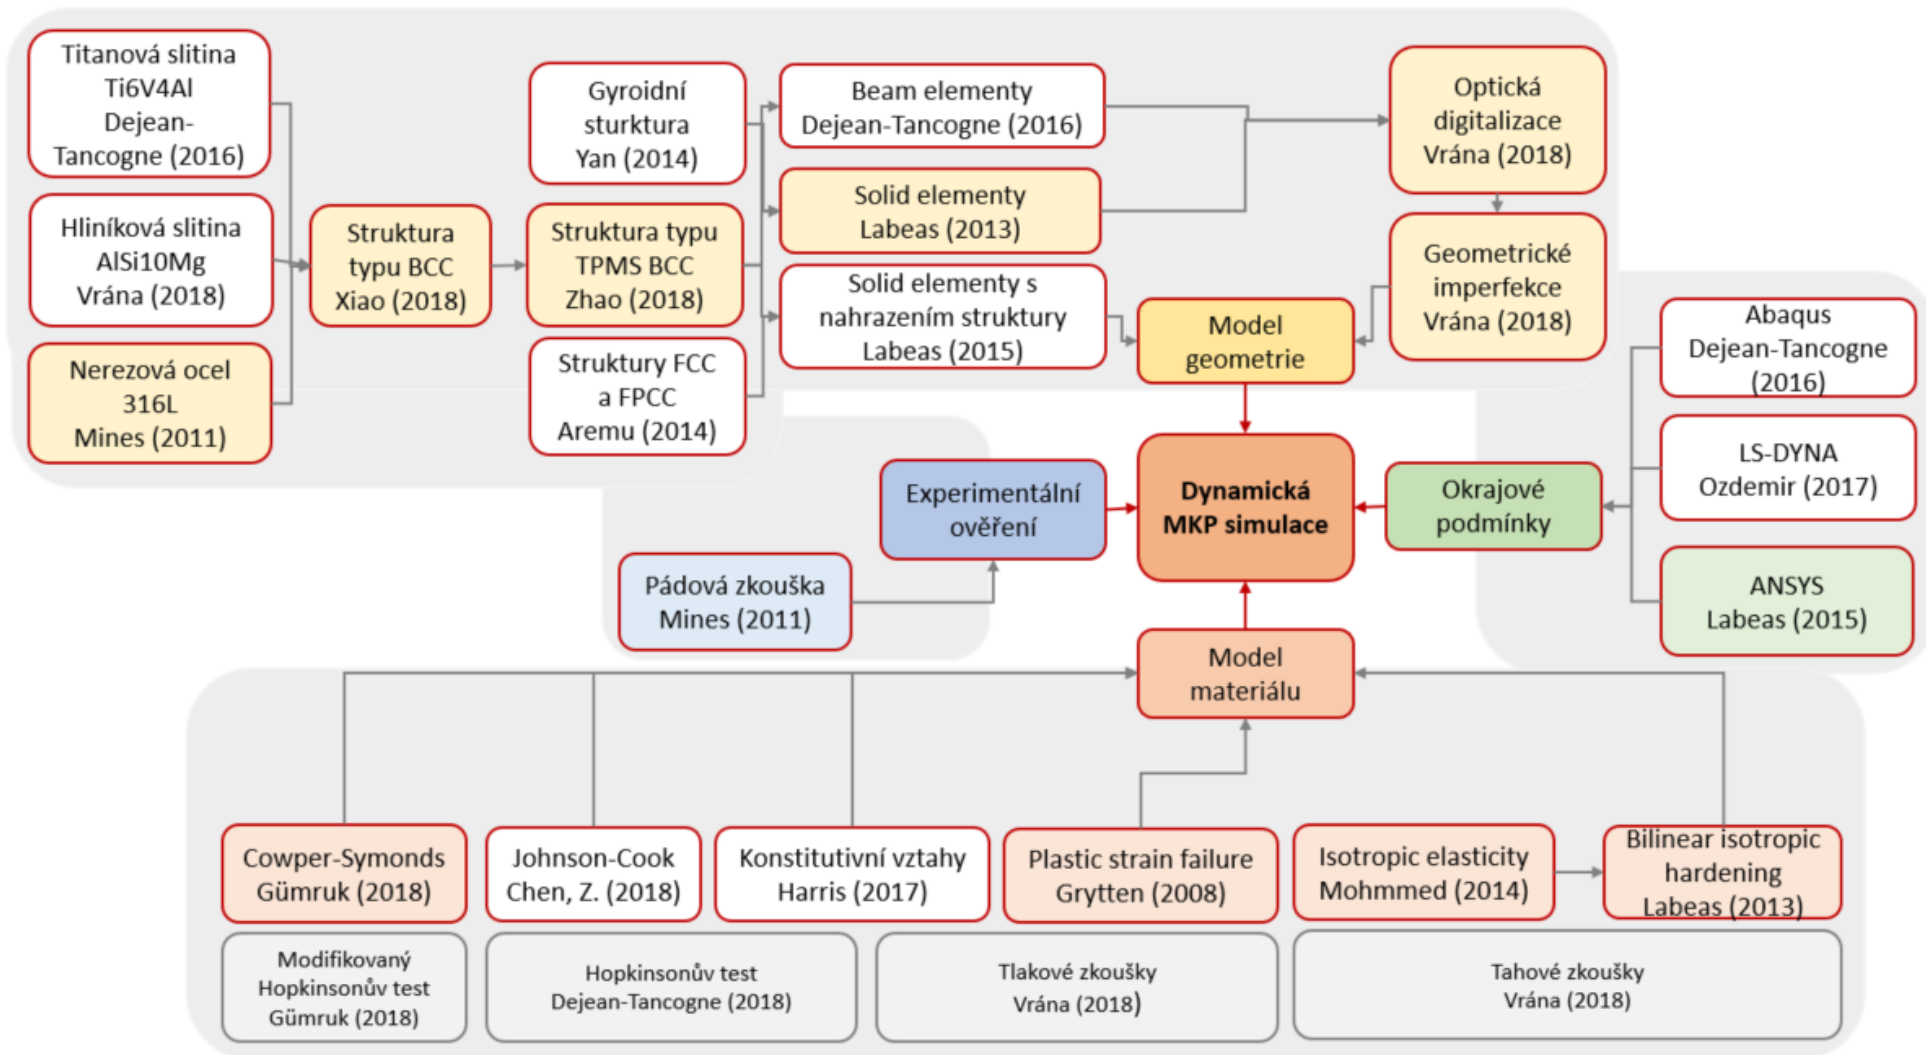 Titanová slitina
Ti6V4Al
Dejean-
Tancogne (2016)
Hliníková slitina
AlSi10Mg
Vrána (2018)
Nerezová ocel
316L
Mines (2011)
Struktura
typu BCC
Xiao (2018)
Gyroidní
sturktura
Yan (2014)
Struktura typu
TPMS BCC
Zhao (2018)
Struktury FCC
a FPCC
Aremu (2014)
Beam elementy
Dejean-Tancogne (2016)
Solid elementy
Labeas (2013)
Solid elementy s
nahrazením struktury
Labeas (2015)
Optická
digitalizace
Vrána (2018)
Geometrické
imperfekce
Vrána (2018)
Model
geometrie
Abaqus
Dejean-Tancogne
(2016)
LS-DYNA
Ozdemir (2017)
ANSYS
Labeas (2015)
Okrajové
podmínky
Dynamická
MKP simulace
Experimentální
ověření
Pádová zkouška
Mines (2011)
Model
materiálu
Cowper-Symonds
Gümruk (2018)
Johnson-Cook
Chen, Z. (2018)
Konstitutivní vztahy
Harris (2017)
Plastic strain failure
Grytten (2008)
Isotropic elasticity
Mohmmed (2014)
Bilinear isotropic
hardening
Labeas (2013)
Modifikovaný
Hopkinsonův test
Gümruk (2018)
Hopkinsonův test
Dejean-Tancogne (2018)
Tlakové zkoušky
Vrána (2018)
Tahové zkoušky
Vrána (2018)